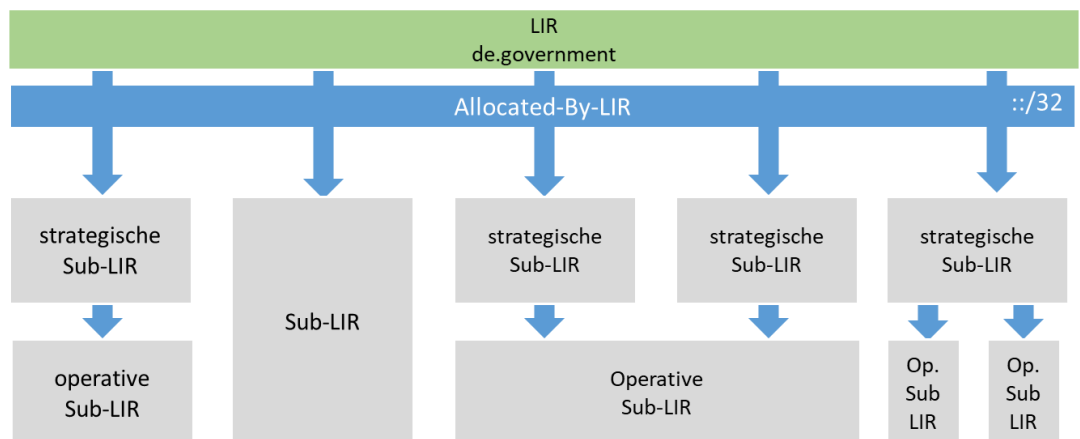 LIR
de.government
Allocated-By-LIR
::/32
strategische
Sub-LIR
Sub-LIR
strategische
Sub-LIR
strategische
Sub-LIR
strategische
Sub-LIR
operative
Sub-LIR
Operative
Sub-LIR
Op.
Sub
LIR
Op.
Sub
LIR